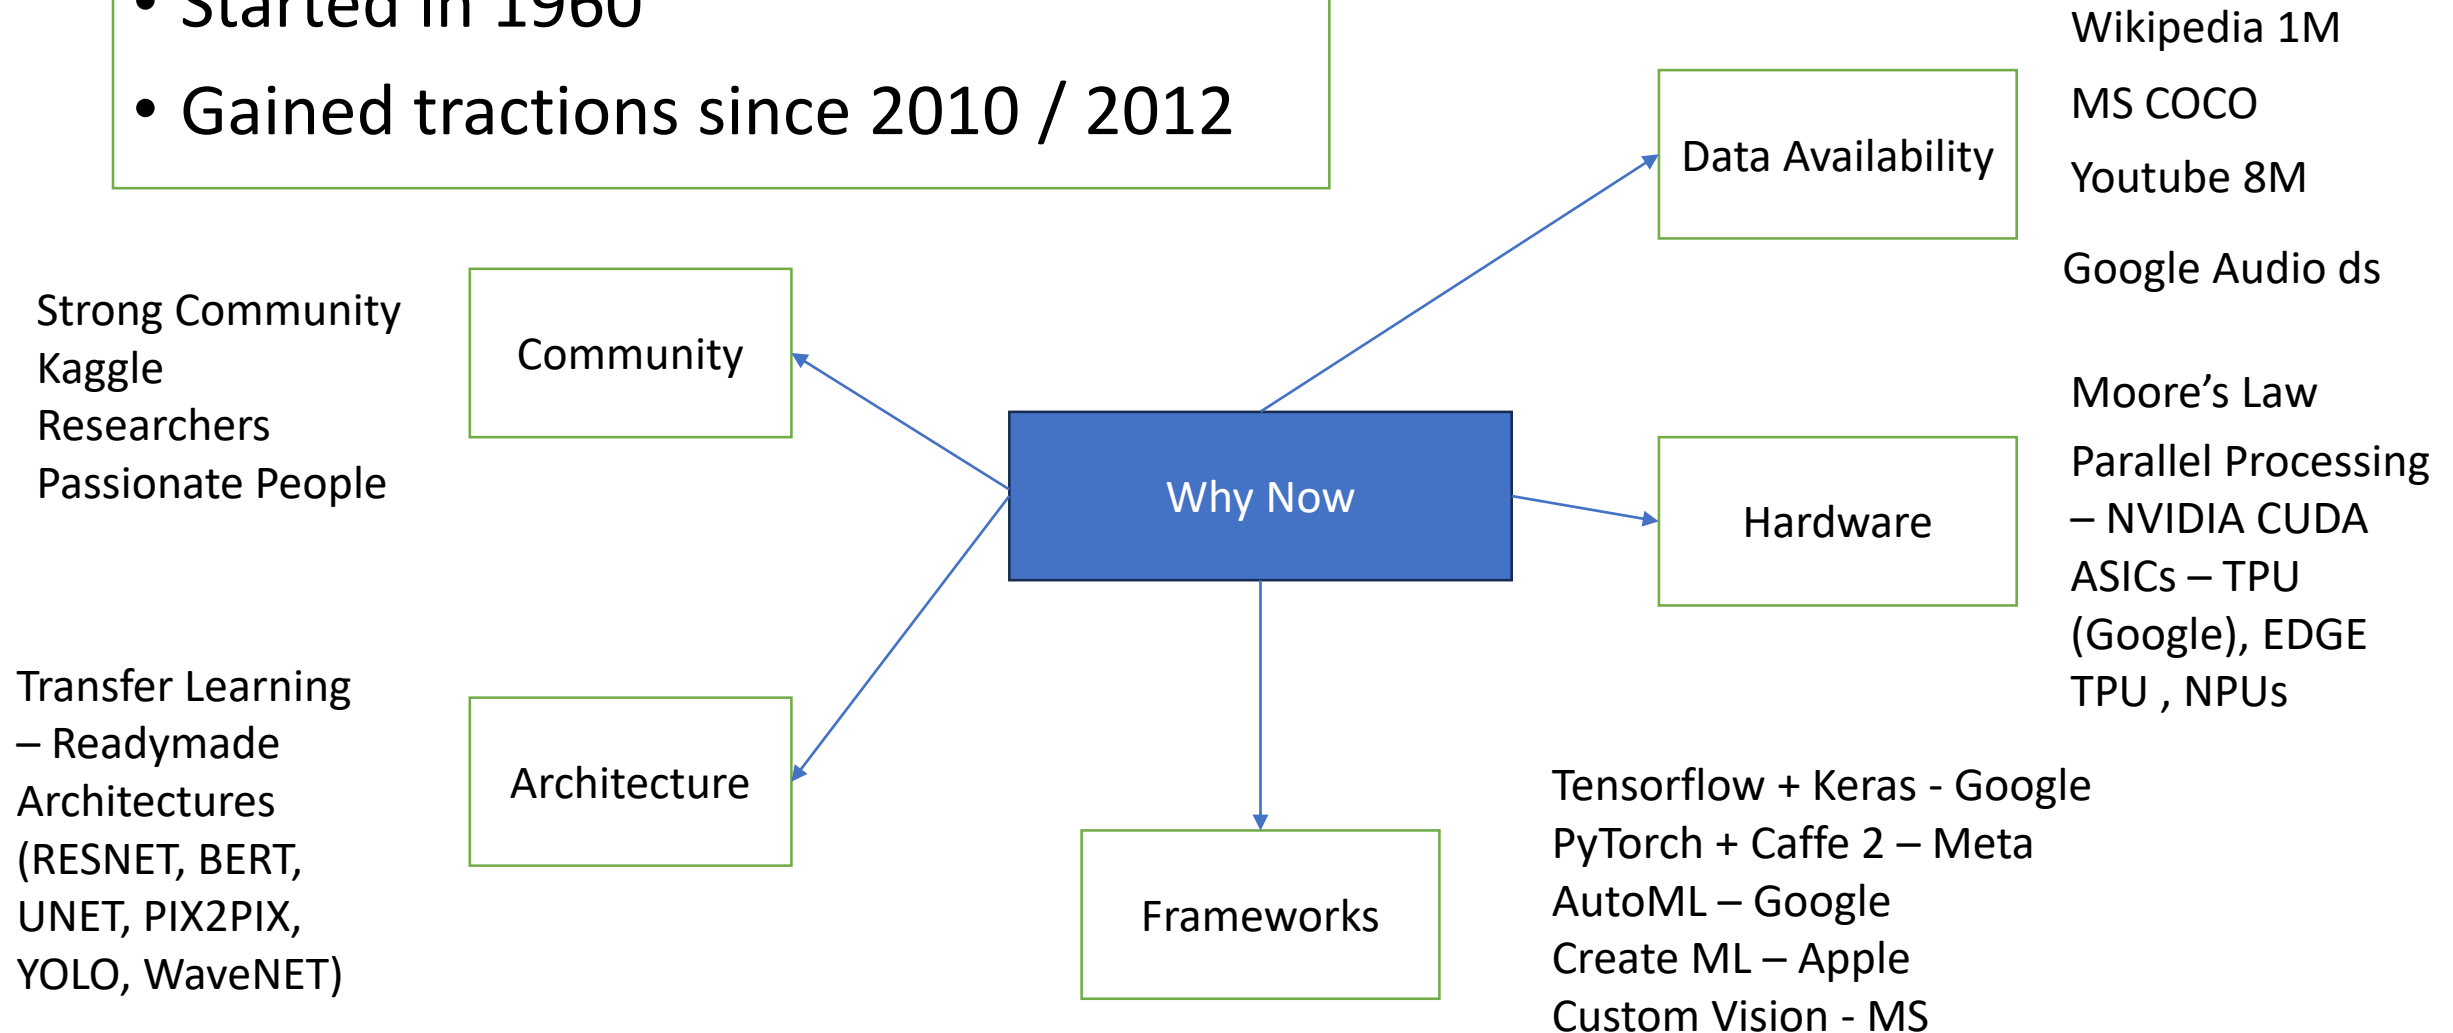 • Started in 1960
• Gained tractions since 2010 / 2012
Wikipedia 1M
MS COCO
Youtube 8M
Google Audio ds
Data Availability
Strong Community
Kaggle
Researchers
Passionate People
Community
Why Now
Hardware
Moore’s Law
Parallel Processing
– NVIDIA CUDA
ASICs – TPU
(Google), EDGE
TPU , NPUs
Transfer Learning
– Readymade
Architectures
(RESNET, BERT,
UNET, PIX2PIX,
YOLO, WaveNET)
Architecture
Frameworks
Tensorflow + Keras - Google
PyTorch + Caffe 2 – Meta
AutoML – Google
Create ML – Apple
Custom Vision - MS